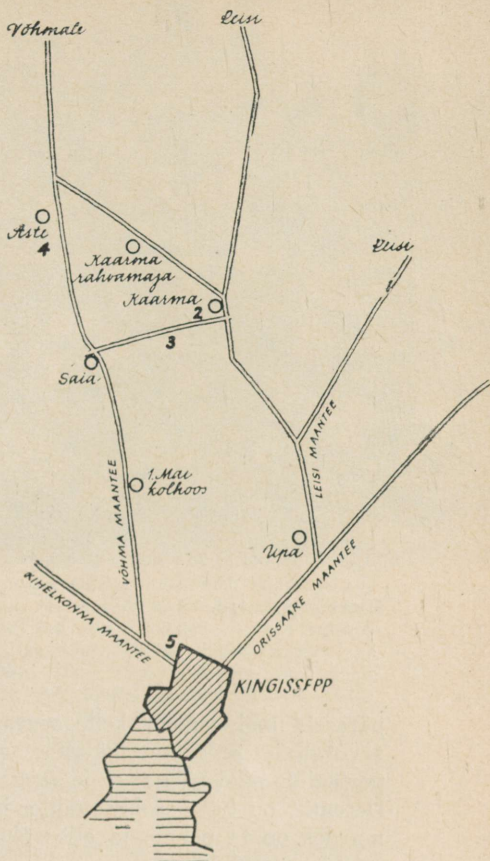 Võhmale
Leisi
Aste
4
Kaarma
rahvamaja
Kaarma
2
Leisi
3
Saia
LEISI MAANTEE
1. Mai
kolhoos
VÕHMA MAANTEE
Upa
ORISSAARE MAANTEE
KIHELKONNA MAANTEE
5
KINGISSEPP